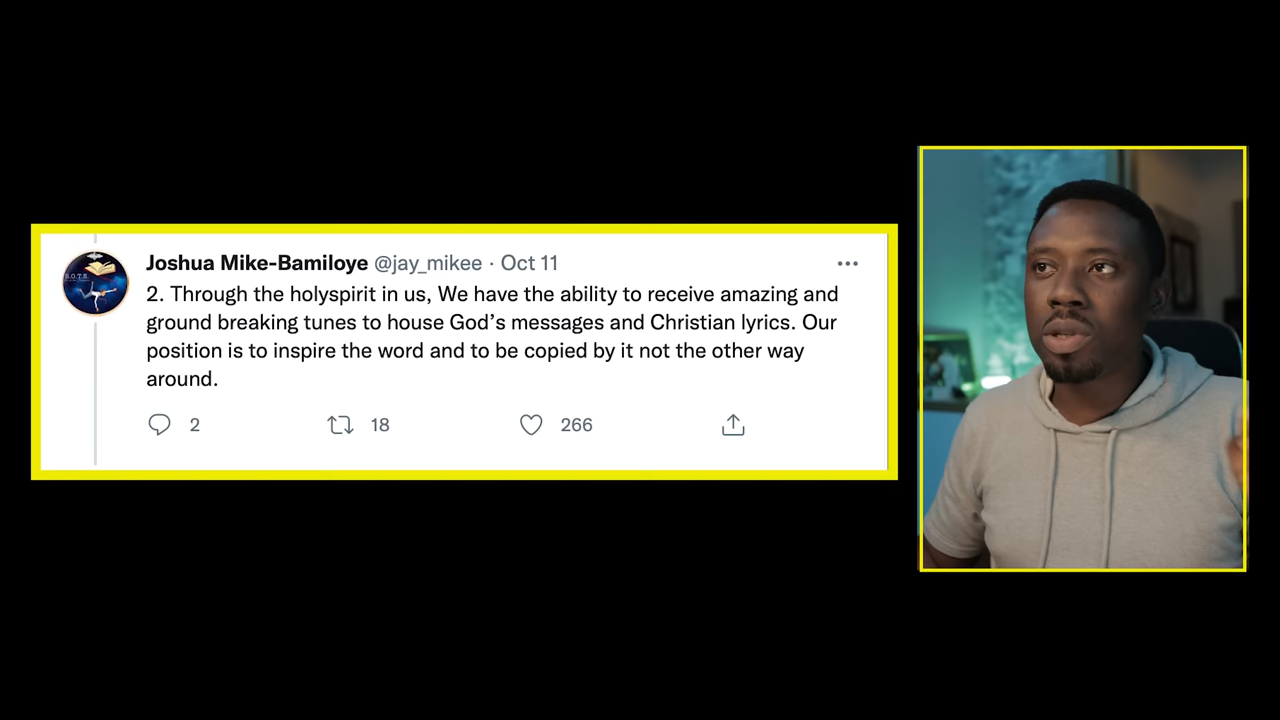 Joshua Mike-Bamiloye @jay_mikee · Oct 11
2. Through the holyspirit in us, We have the ability to receive amazing and
ground breaking tunes to house God’s messages and Christian lyrics. Our
position is to inspire the word and to be copied by it not the other way
around.
2 18 266